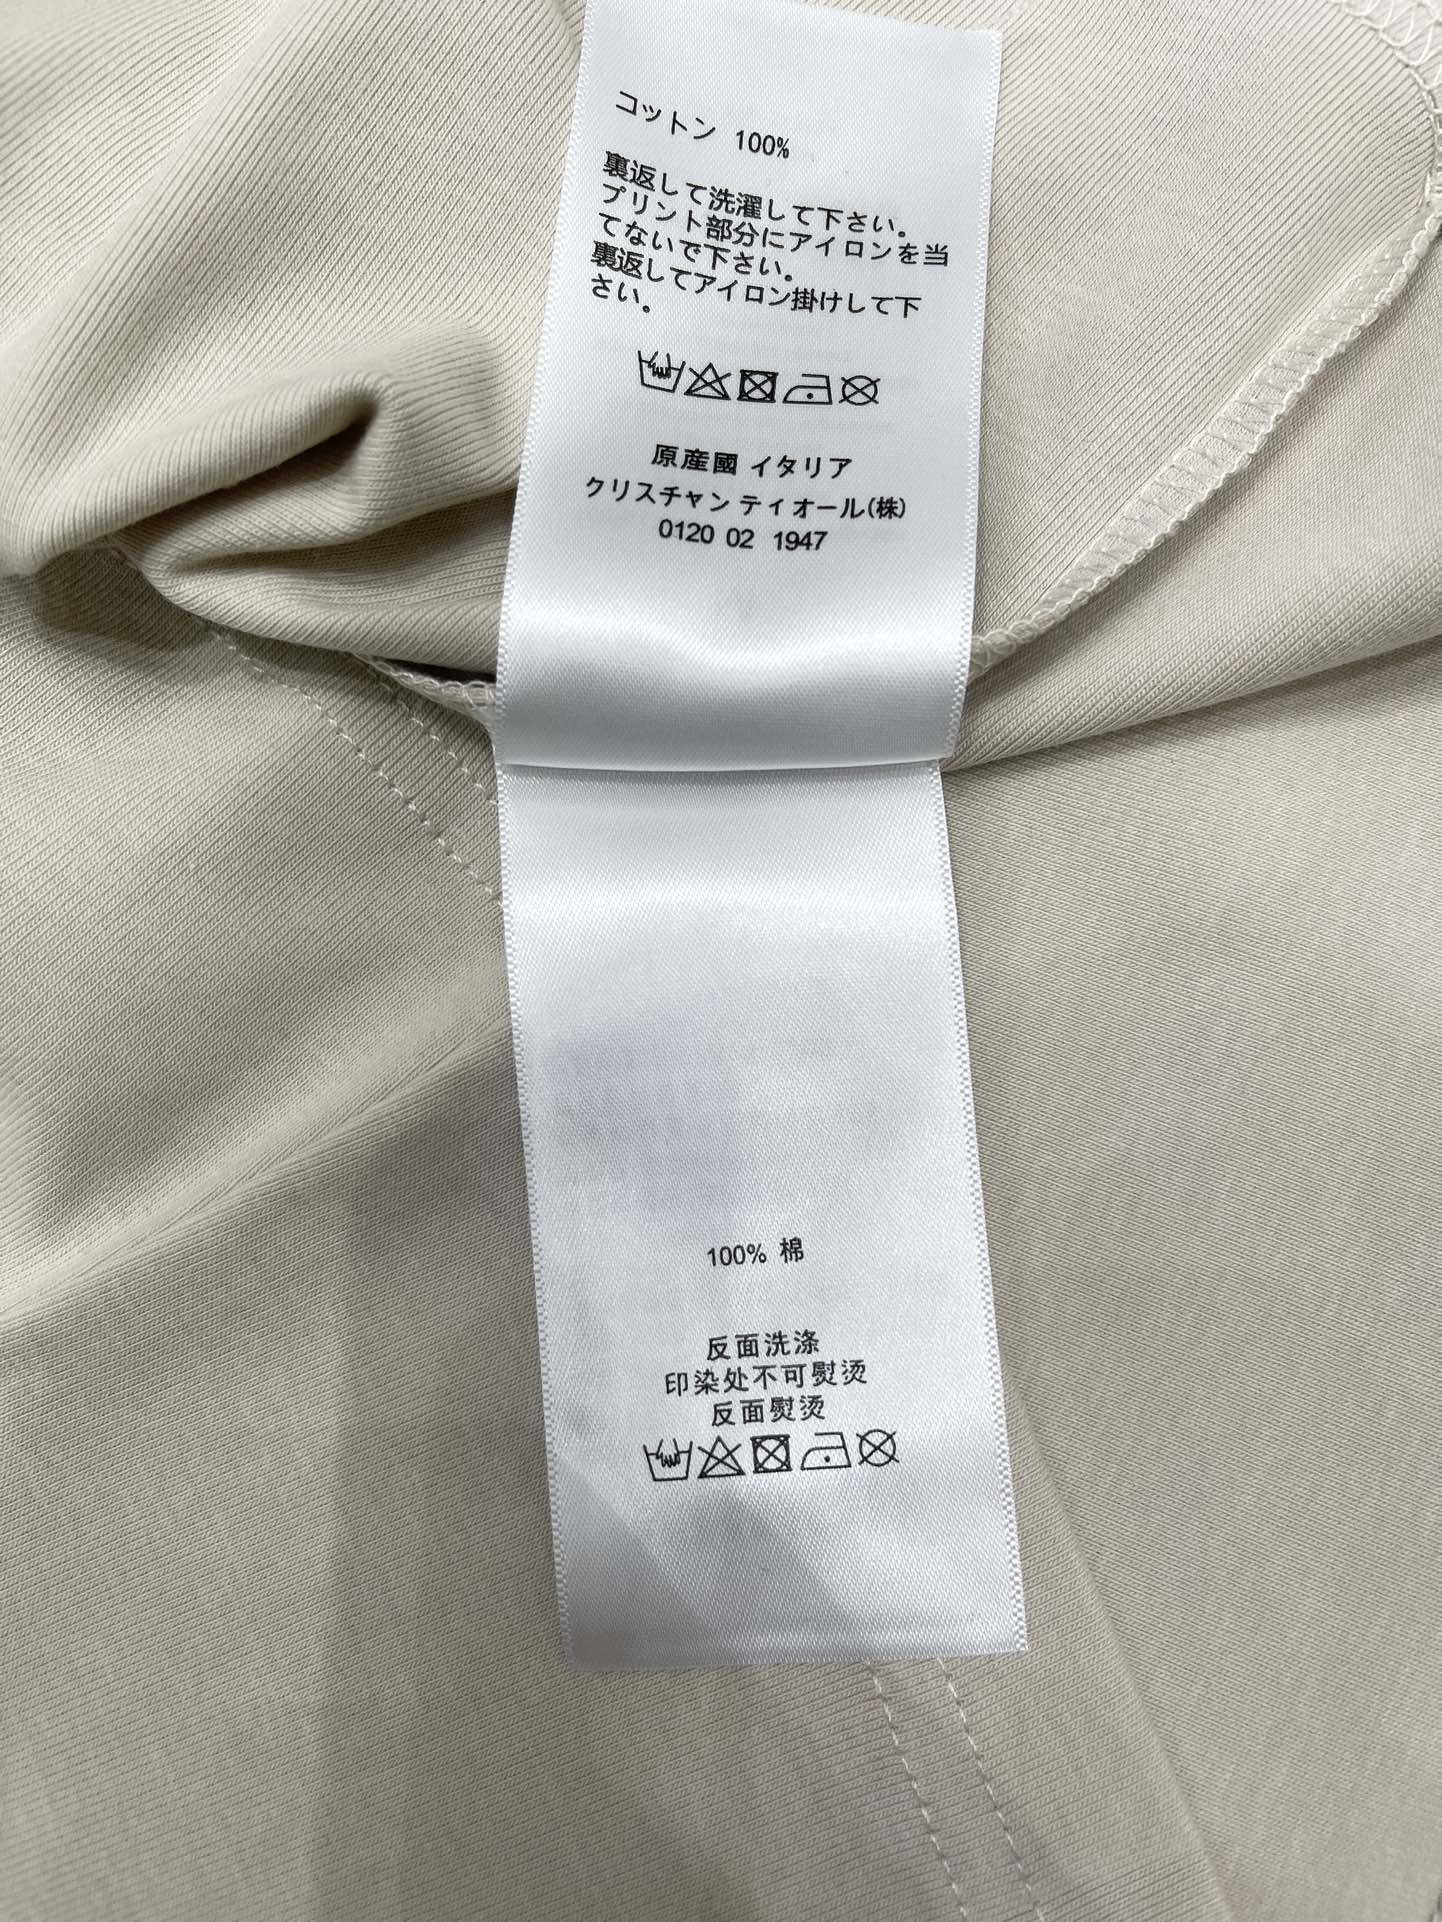 コットン 100%
裏返して洗濯して下さい。
プリント部分にアイロンを当
てないで下さい。
裏返してアイロン掛けして下
さい。
原産國 イタリア
クリスチャン ティオール(株)
0120 02 1947
100% 棉
反面洗涤
印染处不可熨烫
反面熨烫